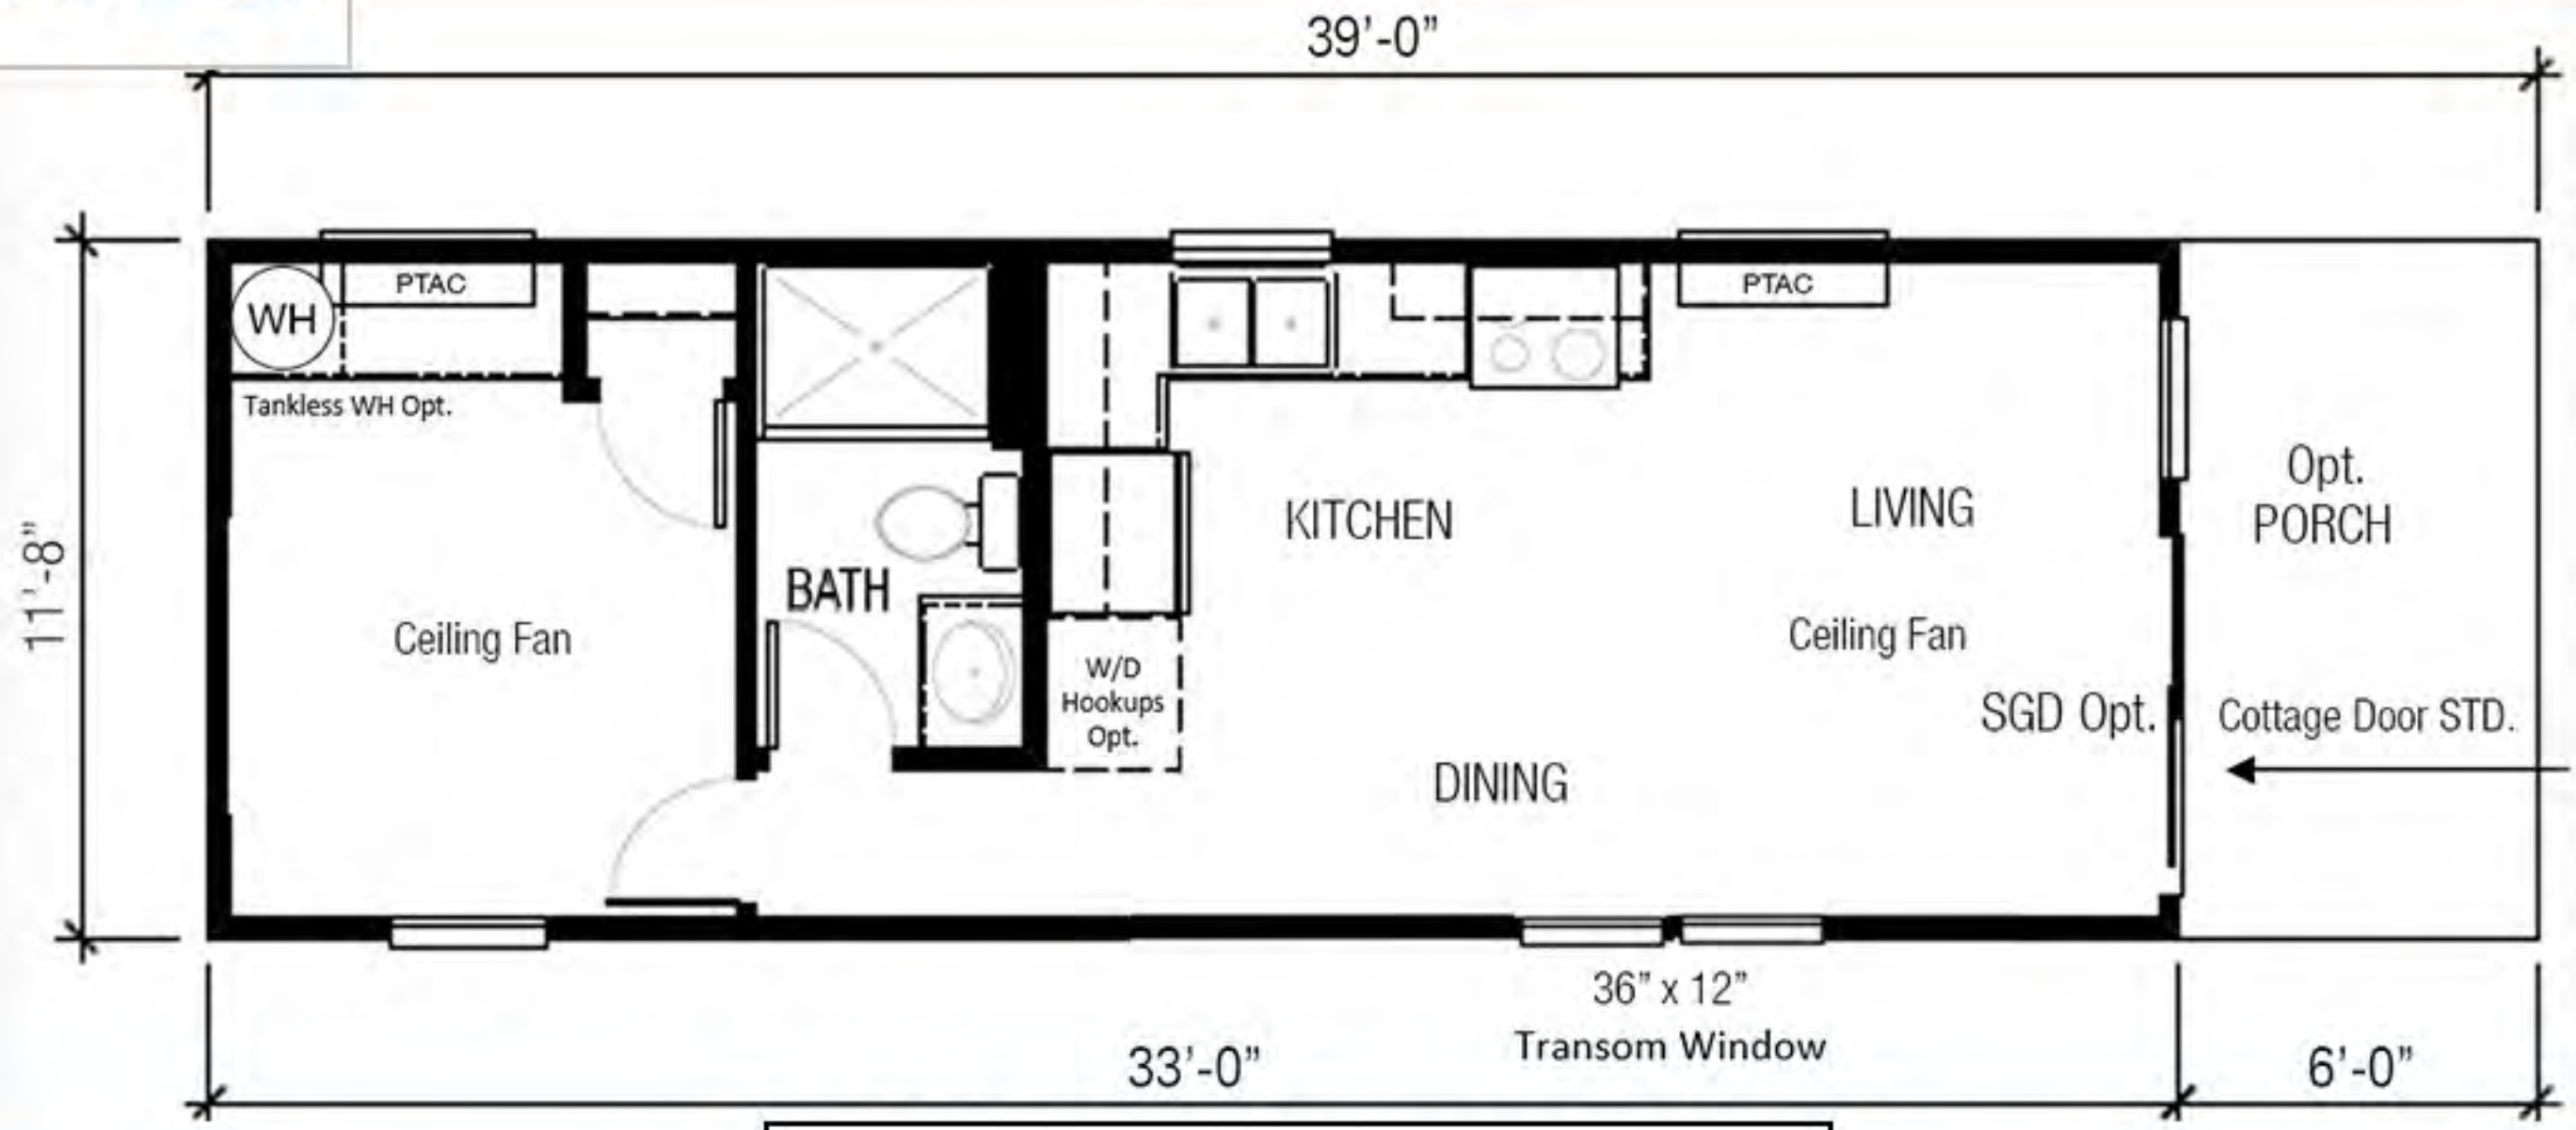 39'-0”
PTAC
PTAC
WH
Tankless WH Opt.
11'-8”
Opt.
PORCH
KITCHEN
LIVING
BATH
Ceiling Fan
Ceiling Fan
W/D
Hookups
Opt.
SGD Opt.
Cottage Door STD.
DINING
36” x 12”
Transom Window
33'-0”
6'-0”